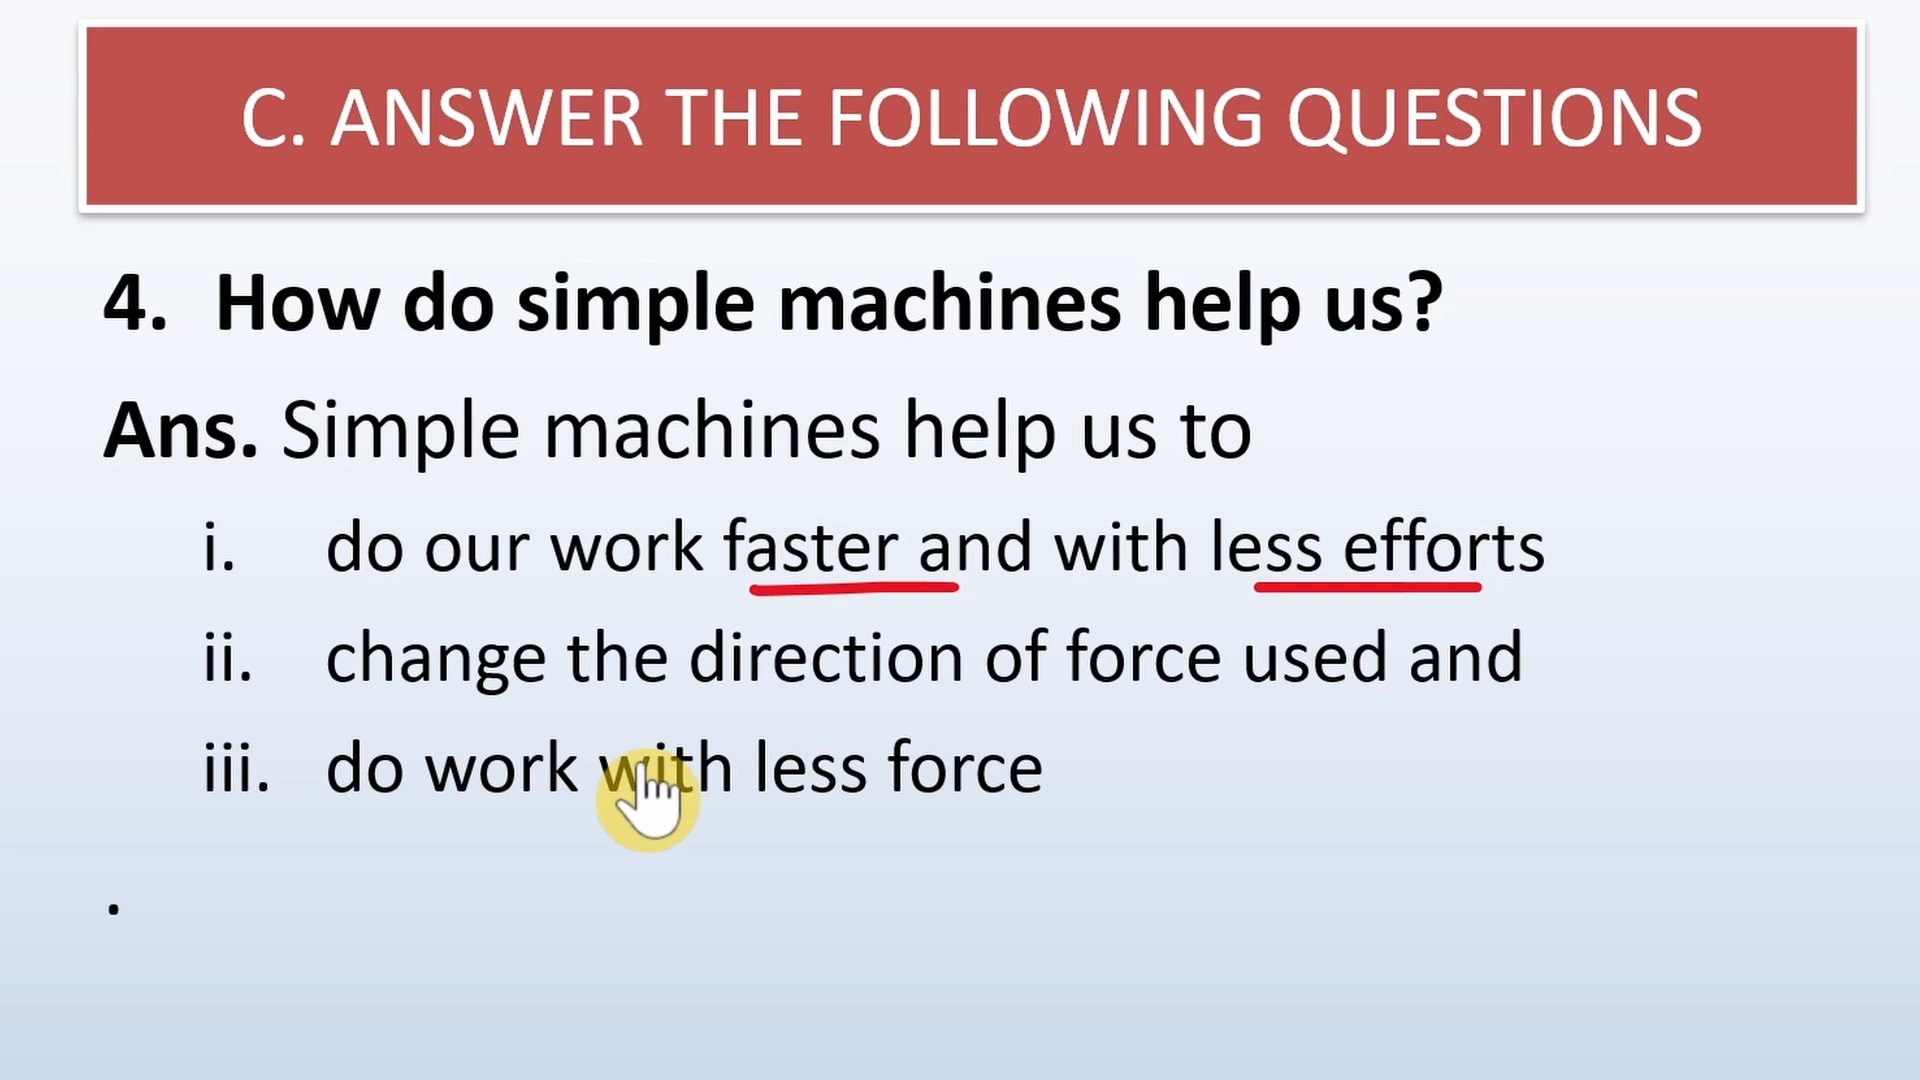 C. ANSWER THE FOLLOWING QUESTIONS
4. How do simple machines help us?
Ans. Simple machines help us to
i. do our work faster and with less efforts
ii. change the direction of force used and
iii. do work with less force
.